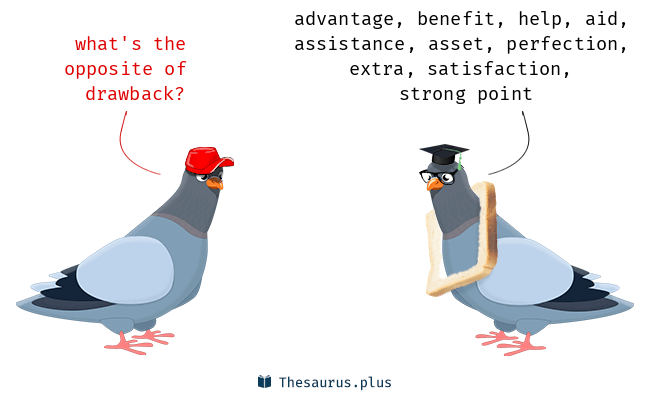 what's the
opposite of
drawback?
advantage, benefit, help, aid,
assistance, asset, perfection,
extra, satisfaction,
strong point
Thesaurus.plus